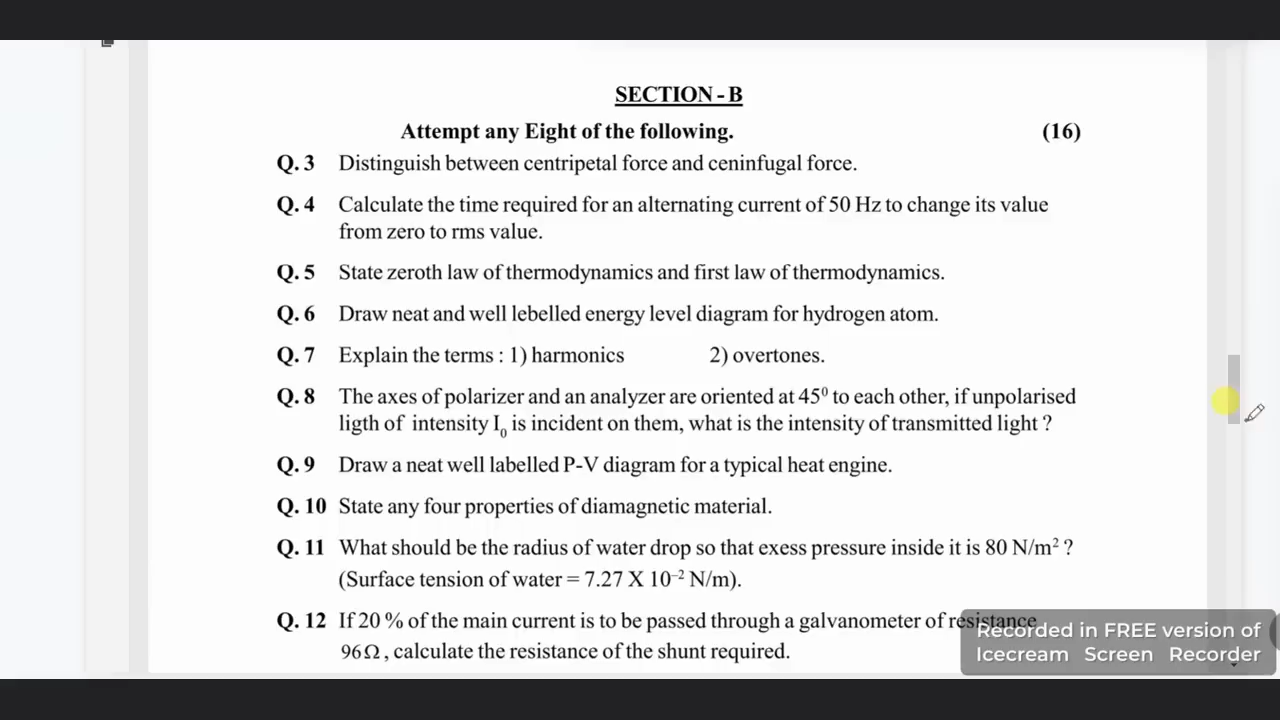 SECTION - B
Attempt any Eight of the following. (16)
Q. 3 Distinguish between centripetal force and ceninfugal force.
Q. 4 Calculate the time required for an alternating current of 50 Hz to change its value
from zero to rms value.
Q. 5 State zeroth law of thermodynamics and first law of thermodynamics.
Q. 6 Draw neat and well lebelled energy level diagram for hydrogen atom.
Q. 7 Explain the terms : 1) harmonics 2) overtones.
Q. 8 The axes of polarizer and an analyzer are oriented at 45⁰ to each other, if unpolarised
ligth of intensity I₀ is incident on them, what is the intensity of transmitted light ?
Q. 9 Draw a neat well labelled P-V diagram for a typical heat engine.
Q. 10 State any four properties of diamagnetic material.
Q. 11 What should be the radius of water drop so that exess pressure inside it is 80 N/m² ?
(Surface tension of water = 7.27 X 10⁻² N/m).
Q. 12 If 20 % of the main current is to be passed through a galvanometer of resistance
96Ω , calculate the resistance of the shunt required.
Recorded in FREE version of
Icecream Screen Recorder